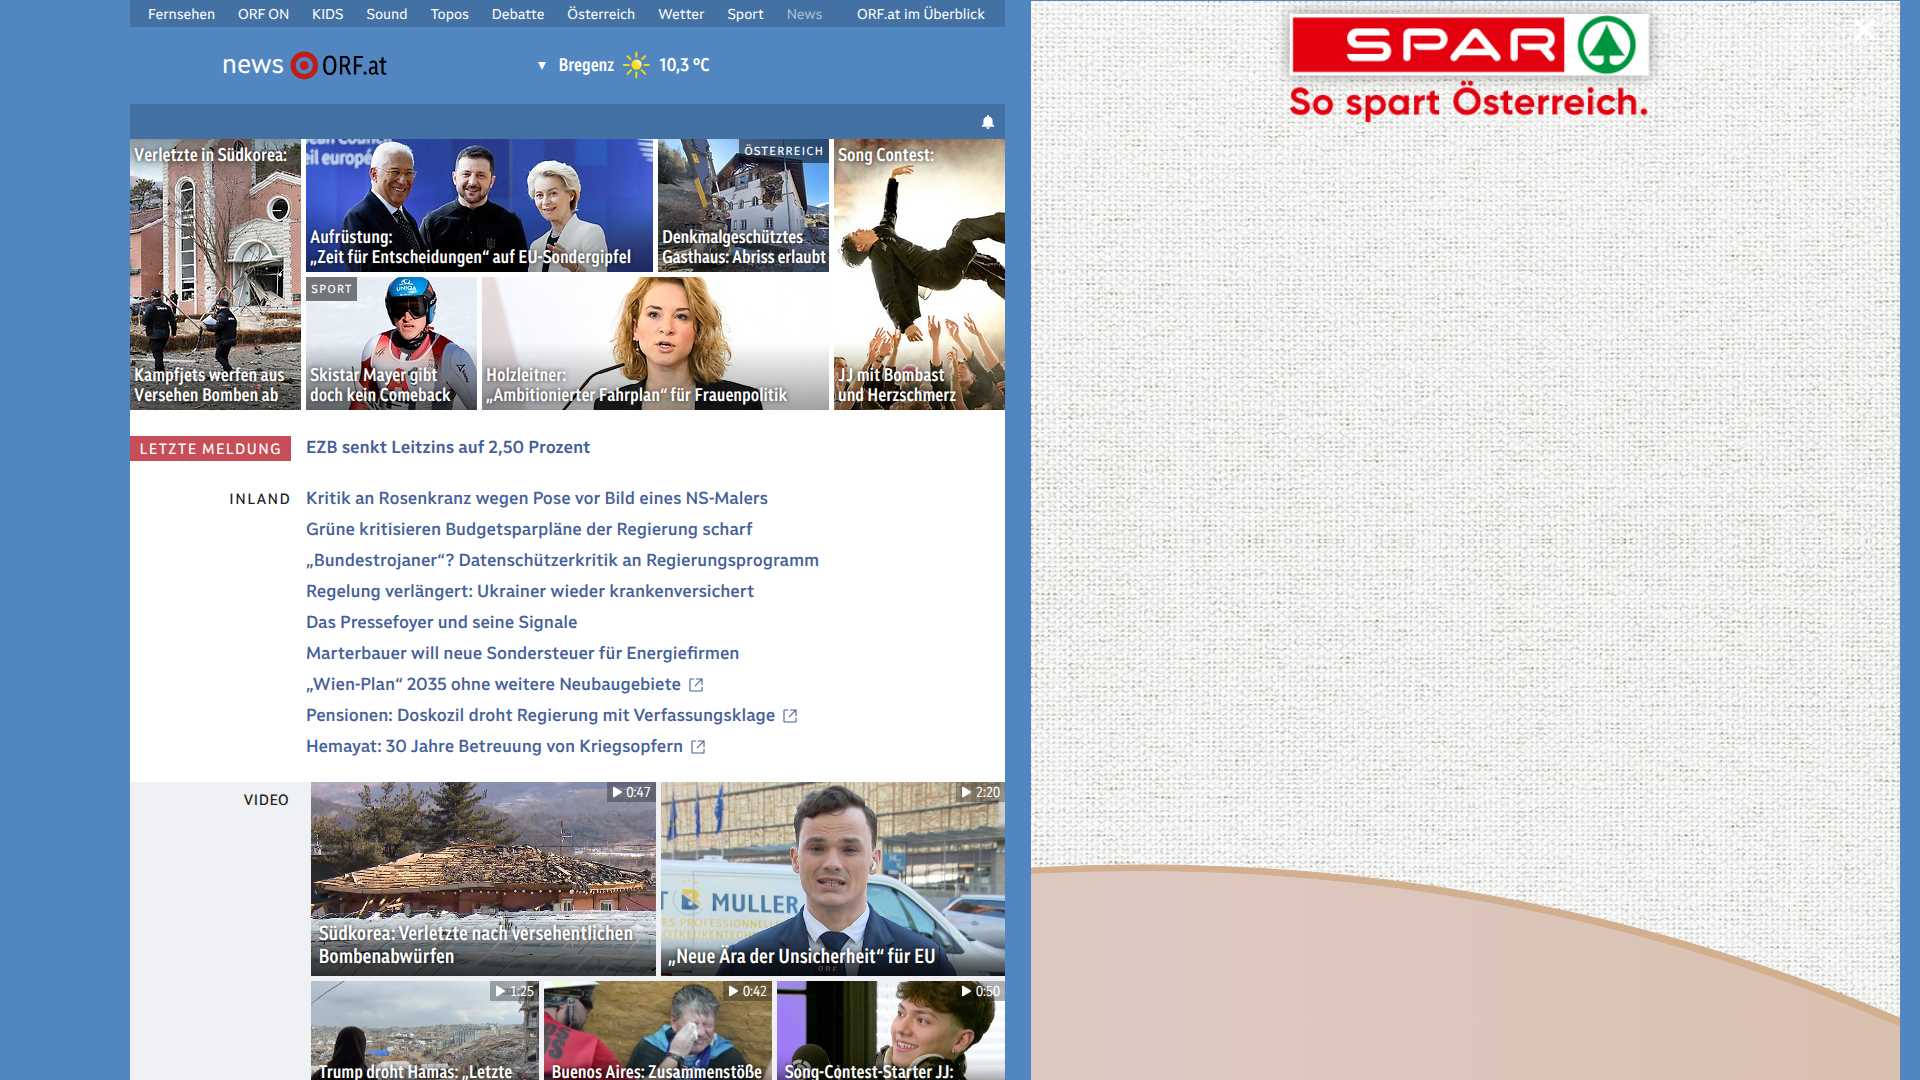 Fernsehen ORF ON KIDS Sound Topos Debatte Österreich Wetter Sport News ORF.at im Überblick
news ORF.at
Bregenz 10,3 °C
SPAR
So spart Österreich.
Verletzte in Südkorea:
Kampfjets werfen aus
Versehen Bomben ab
Aufrüstung:
„Zeit für Entscheidungen“ auf EU-Sondergipfel
ÖSTERREICH
Denkmalgeschütztes
Gasthaus: Abriss erlaubt
Song Contest:
JJ mit Bombast
und Herzschmerz
SPORT
UNIQA
Skistar Mayer gibt
doch kein Comeback
Holzleitner:
„Ambitionierter Fahrplan“ für Frauenpolitik
LETZTE MELDUNG
EZB senkt Leitzins auf 2,50 Prozent
INLAND
Kritik an Rosenkranz wegen Pose vor Bild eines NS-Malers
Grüne kritisieren Budgetsparpläne der Regierung scharf
„Bundestrojaner“? Datenschützerkritik an Regierungsprogramm
Regelung verlängert: Ukrainer wieder krankenversichert
Das Pressefoyer und seine Signale
Marterbauer will neue Sondersteuer für Energiefirmen
„Wien-Plan“ 2035 ohne weitere Neubaugebiete
Pensionen: Doskozil droht Regierung mit Verfassungsklage
Hemayat: 30 Jahre Betreuung von Kriegsopfern
VIDEO
0:47
Südkorea: Verletzte nach versehentlichen
Bombenabwürfen
2:20
MULLER
„Neue Ära der Unsicherheit“ für EU
1:25
Trump droht Hamas: „Letzte
0:42
Buenos Aires: Zusammenstöße
0:50
Song-Contest-Starter JJ: